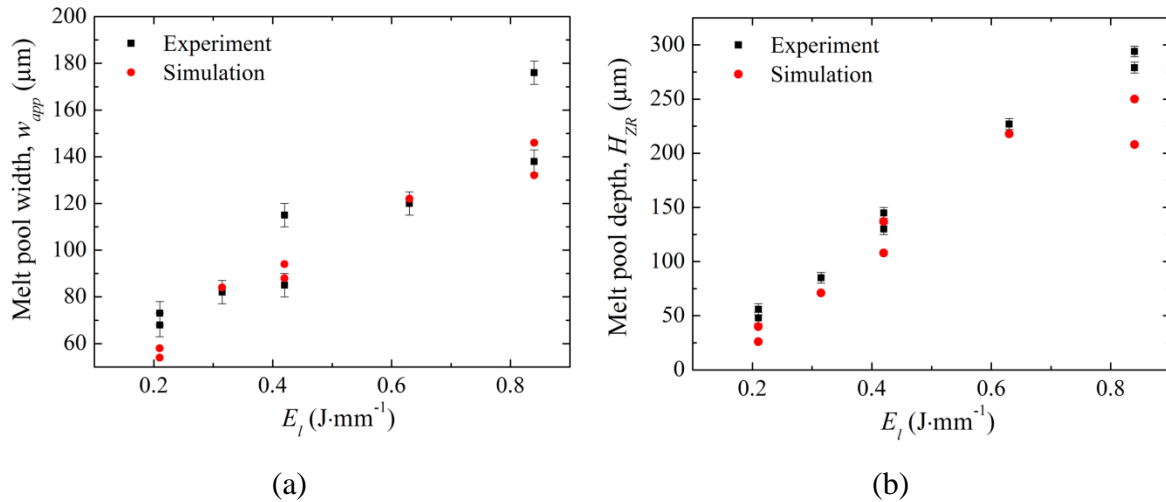 200
180
160
140
120
100
80
60
Melt pool width, w_app (µm)
Experiment
Simulation
0.2 0.4 0.6 0.8
E_l (J·mm⁻¹)
(a)
300
250
200
150
100
50
0
Melt pool depth, H_ZR (µm)
Experiment
Simulation
0.2 0.4 0.6 0.8
E_l (J·mm⁻¹)
(b)